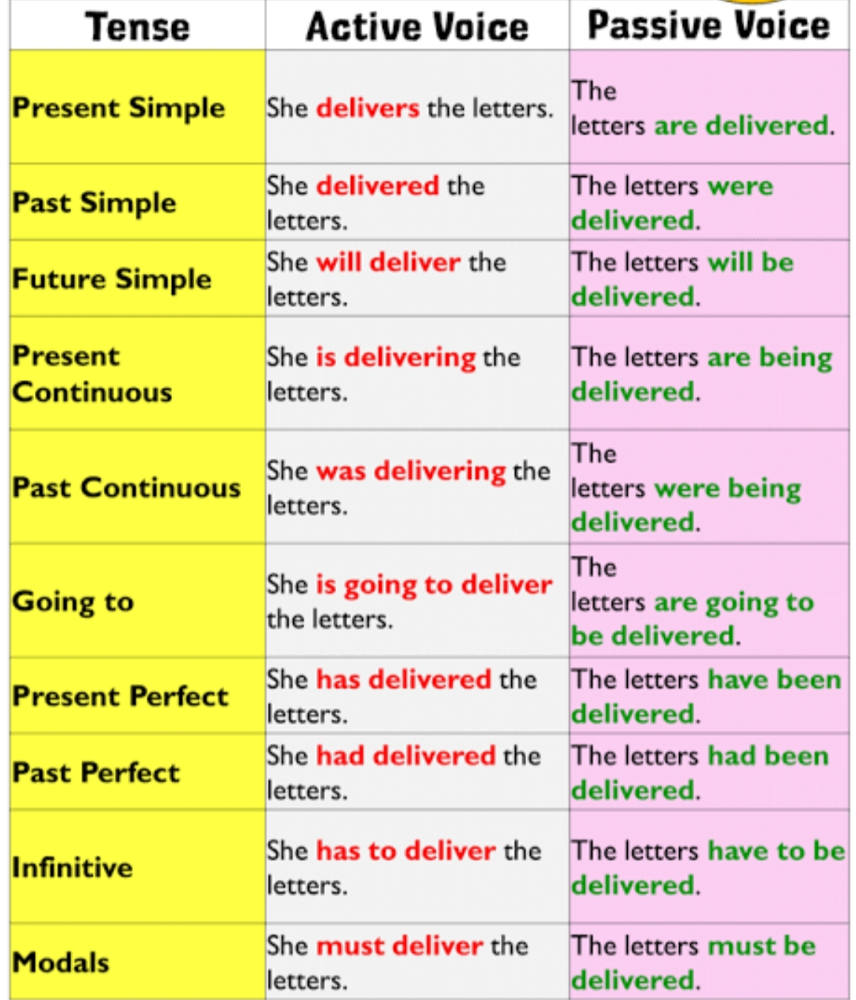 Tense Active Voice Passive Voice
Present Simple
She delivers the letters.
The
letters are delivered.
Past Simple
She delivered the
letters.
The letters were
delivered.
Future Simple
She will deliver the
letters.
The letters will be
delivered.
Present
Continuous
She is delivering the
letters.
The letters are being
delivered.
Past Continuous
She was delivering the
letters.
The
letters were being
delivered.
Going to
She is going to deliver
the letters.
The
letters are going to
be delivered.
Present Perfect
She has delivered the
letters.
The letters have been
delivered.
Past Perfect
She had delivered the
letters.
The letters had been
delivered.
Infinitive
She has to deliver the
letters.
The letters have to be
delivered.
Modals
She must deliver the
letters.
The letters must be
delivered.